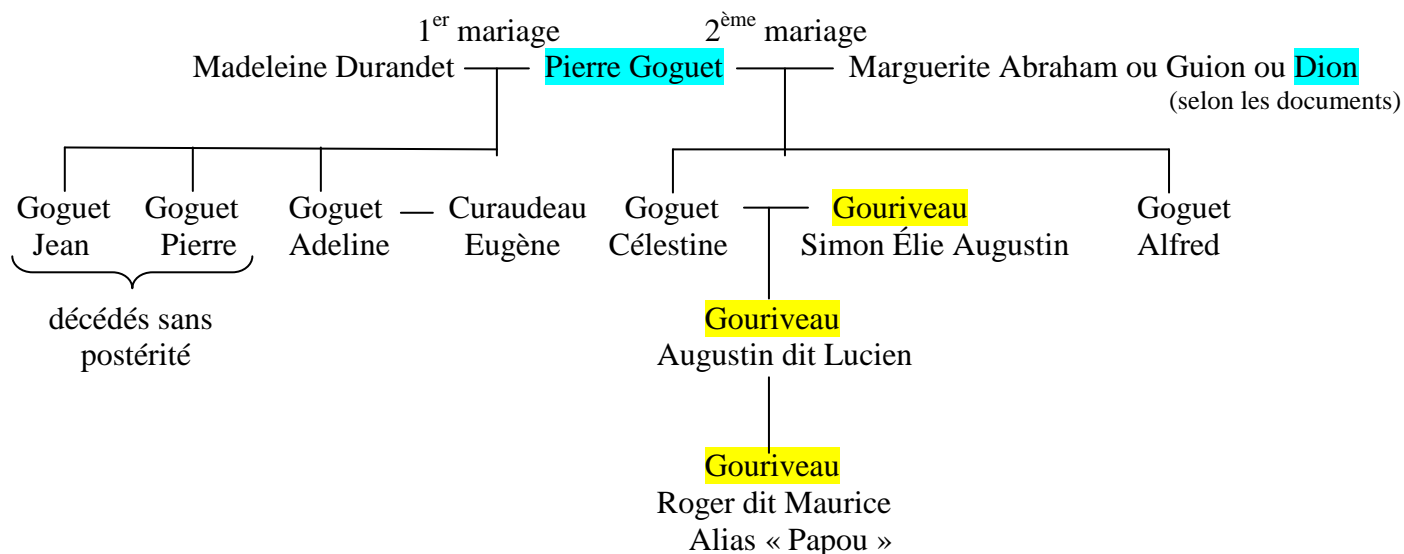 1er mariage 2ème mariage
Madeleine Durandet Pierre Goguet Marguerite Abraham ou Guion ou Dion
(selon les documents)
Goguet Goguet Goguet Curaudeau Goguet Gouriveau Goguet
Jean Pierre Adeline Eugène Célestine Simon Élie Augustin Alfred
décédés sans
postérité
Gouriveau
Augustin dit Lucien
Gouriveau
Roger dit Maurice
Alias « Papou »